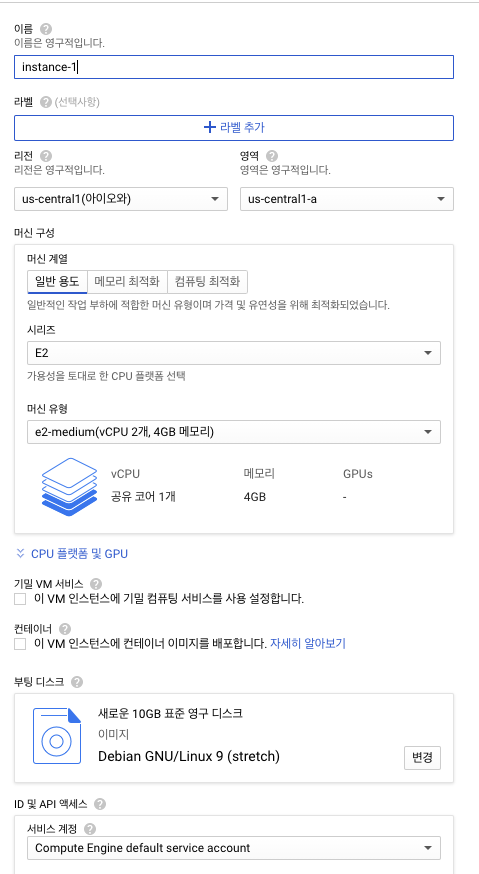 이름
이름은 영구적입니다.
instance-1
라벨 (선택사항)
+ 라벨 추가
리전 영역
리전은 영구적입니다. 영역은 영구적입니다.
us-central1(아이오와) us-central1-a
머신 구성
머신 계열
일반 용도 메모리 최적화 컴퓨팅 최적화
일반적인 작업 부하에 적합한 머신 유형이며 가격 및 유연성을 위해 최적화되었습니다.
시리즈
E2
가용성을 토대로 한 CPU 플랫폼 선택
머신 유형
e2-medium(vCPU 2개, 4GB 메모리)
vCPU 메모리 GPUs
공유 코어 1개 4GB -
CPU 플랫폼 및 GPU
기밀 VM 서비스
이 VM 인스턴스에 기밀 컴퓨팅 서비스를 사용 설정합니다.
컨테이너
이 VM 인스턴스에 컨테이너 이미지를 배포합니다. 자세히 알아보기
부팅 디스크
새로운 10GB 표준 영구 디스크
이미지
Debian GNU/Linux 9 (stretch) 변경
ID 및 API 액세스
서비스 계정
Compute Engine default service account